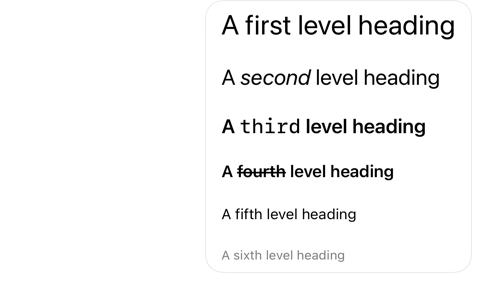 A first level heading
A second level heading
A third level heading
A fourth level heading
A fifth level heading
A sixth level heading